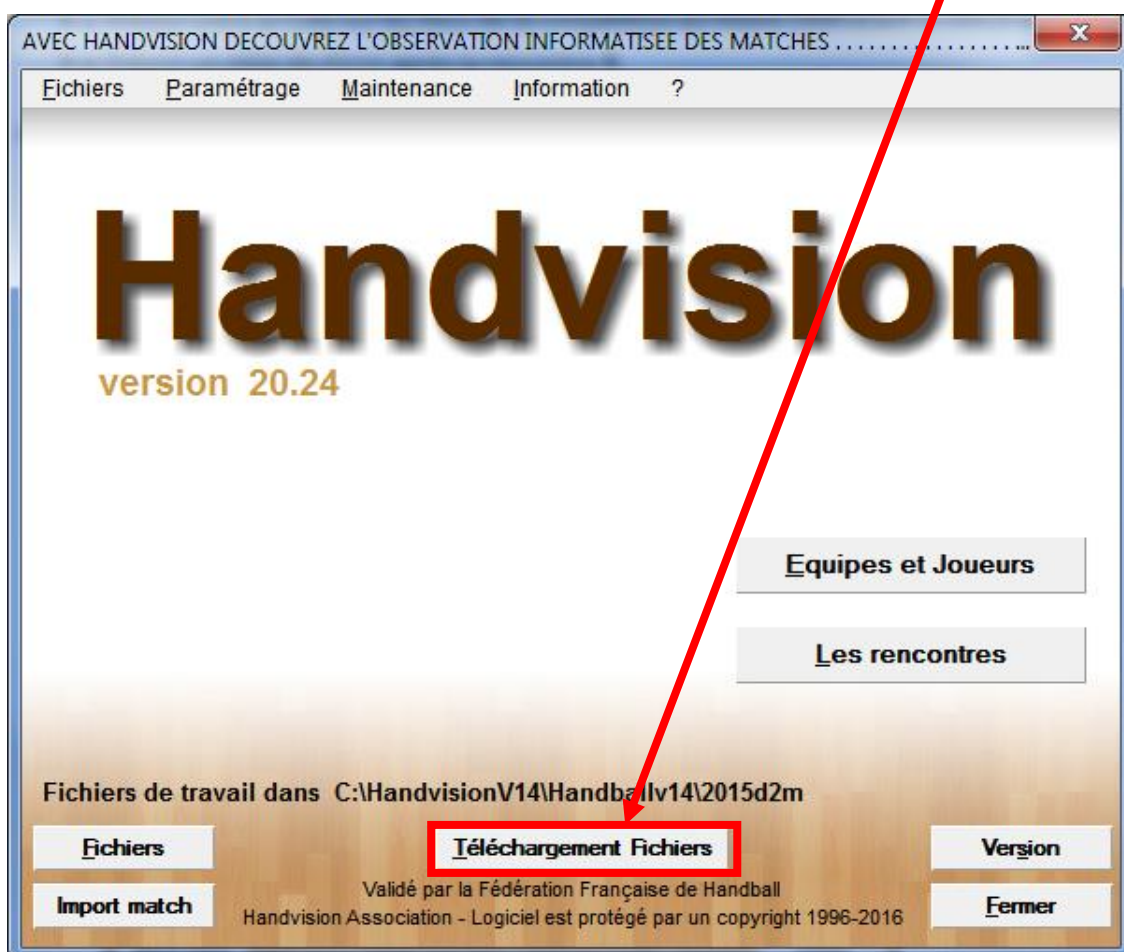 AVEC HANDVISION DECOUVREZ L'OBSERVATION INFORMATISEE DES MATCHES . . . . . . . . . . . . . . . . . . ...
Fichiers Paramétrage Maintenance Information ?
Handvision
version 20.24
Equipes et Joueurs
Les rencontres
Fichiers de travail dans C:\HandvisionV14\Handballv14\2015d2m
Fichiers Téléchargement Fichiers Version
Import match Validé par la Fédération Française de Handball Fermer
Handvision Association - Logiciel est protégé par un copyright 1996-2016